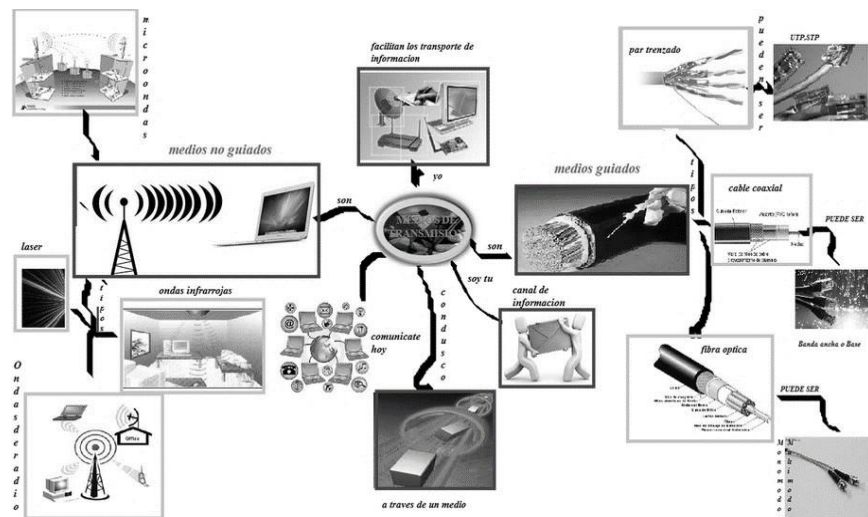 microondas
facilitan los transporte de
informacion
par trenzado
pueden ser
UTP.STP
medios no guiados
yo
medios guiados
tipos
cable coaxial
son
MEDIOS DE
TRANSMISION
son
PUEDE SER
laser
tipos
ondas infrarrojas
soy tu
canal de
informacion
condusco
comunicate
hoy
fibra optica
Banda ancha o Base
PUEDE SER
Ondas de radio
Office
a traves de un medio
Monomodo
Multimodo